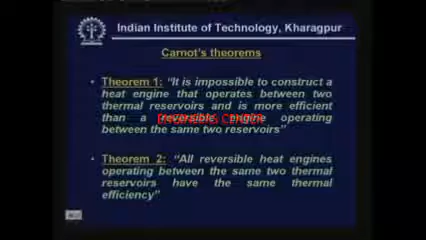 Indian Institute of Technology, Kharagpur
Carnot's theorems
• Theorem 1: "It is impossible to construct a
heat engine that operates between two
thermal reservoirs and is more efficient
than a reversible engine operating
between the same two reservoirs"
• Theorem 2: "All reversible heat engines
operating between the same two thermal
reservoirs have the same thermal
efficiency"